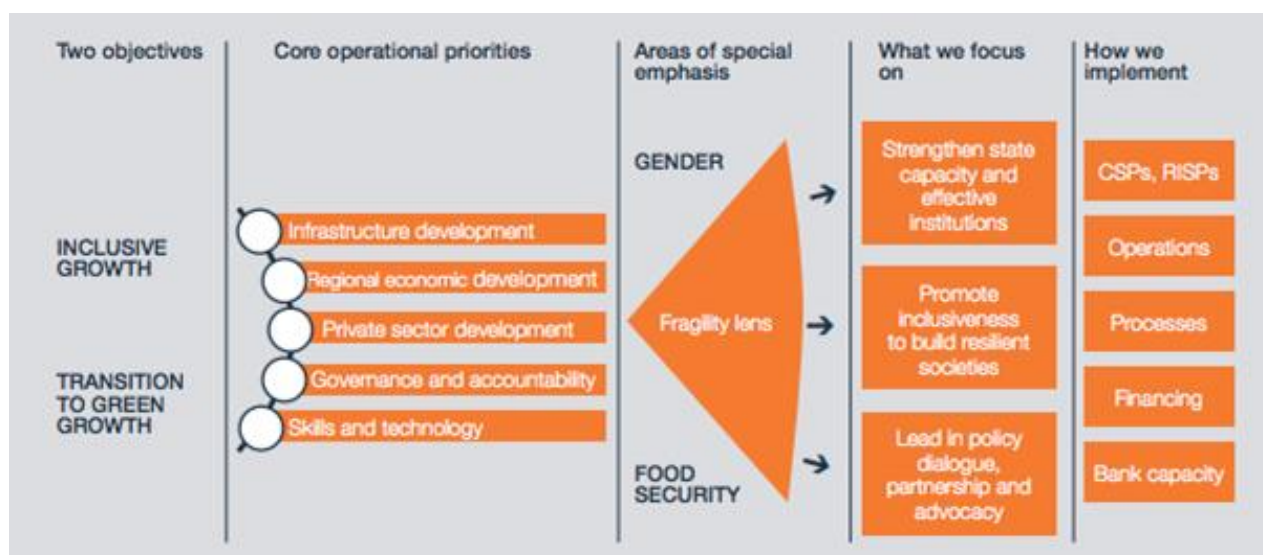 Two objectives
Core operational priorities
Areas of special
emphasis
What we focus
on
How we
implement
INCLUSIVE
GROWTH
TRANSITION
TO GREEN
GROWTH
Infrastructure development
Regional economic development
Private sector development
Governance and accountability
Skills and technology
GENDER
Fragility lens
FOOD
SECURITY
Strengthen state
capacity and
effective
institutions
Promote
inclusiveness
to build resilient
societies
Lead in policy
dialogue,
partnership and
advocacy
CSPs, RISPs
Operations
Processes
Financing
Bank capacity